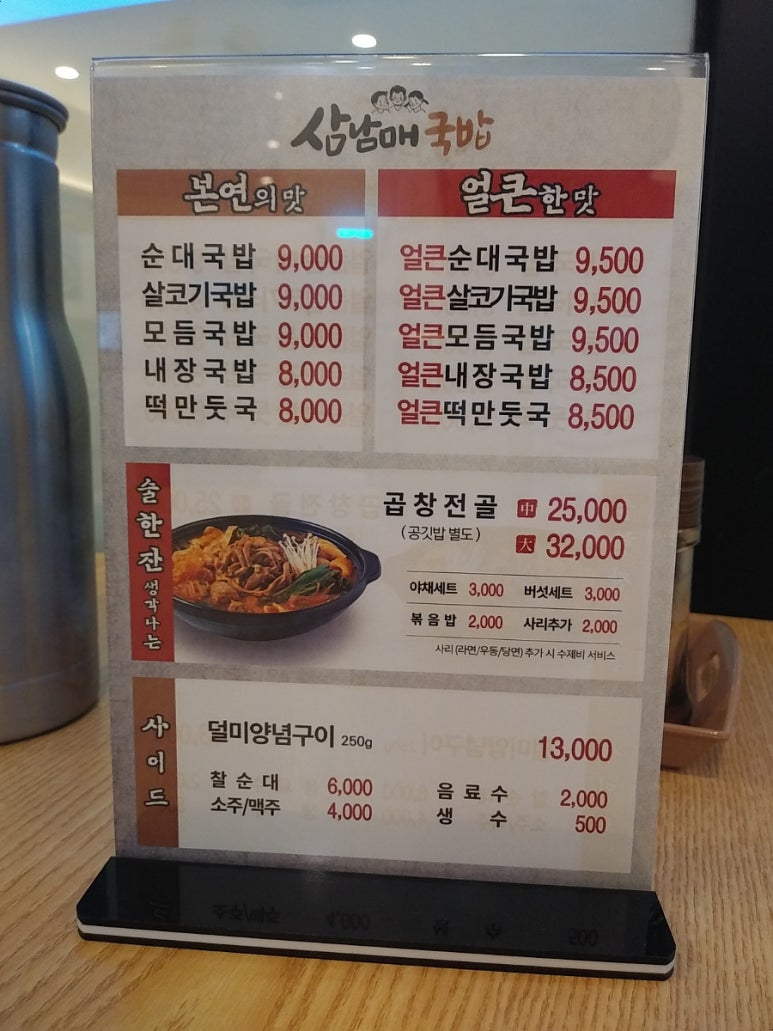 삼남매국밥
본연의 맛
순대국밥 9,000
살코기국밥 9,000
모듬국밥 9,000
내장국밥 8,000
떡만둣국 8,000
얼큰한 맛
얼큰순대국밥 9,500
얼큰살코기국밥 9,500
얼큰모듬국밥 9,500
얼큰내장국밥 8,500
얼큰떡만둣국 8,500
술한잔생각나는
곱창전골 中 25,000
(공깃밥 별도) 大 32,000
야채세트 3,000 버섯세트 3,000
볶음밥 2,000 사리추가 2,000
사리 (라면/우동/당면) 추가 시 수제비 서비스
사이드
덜미양념구이 250g 13,000
찰순대 6,000 음료수 2,000
소주/맥주 4,000 생수 500